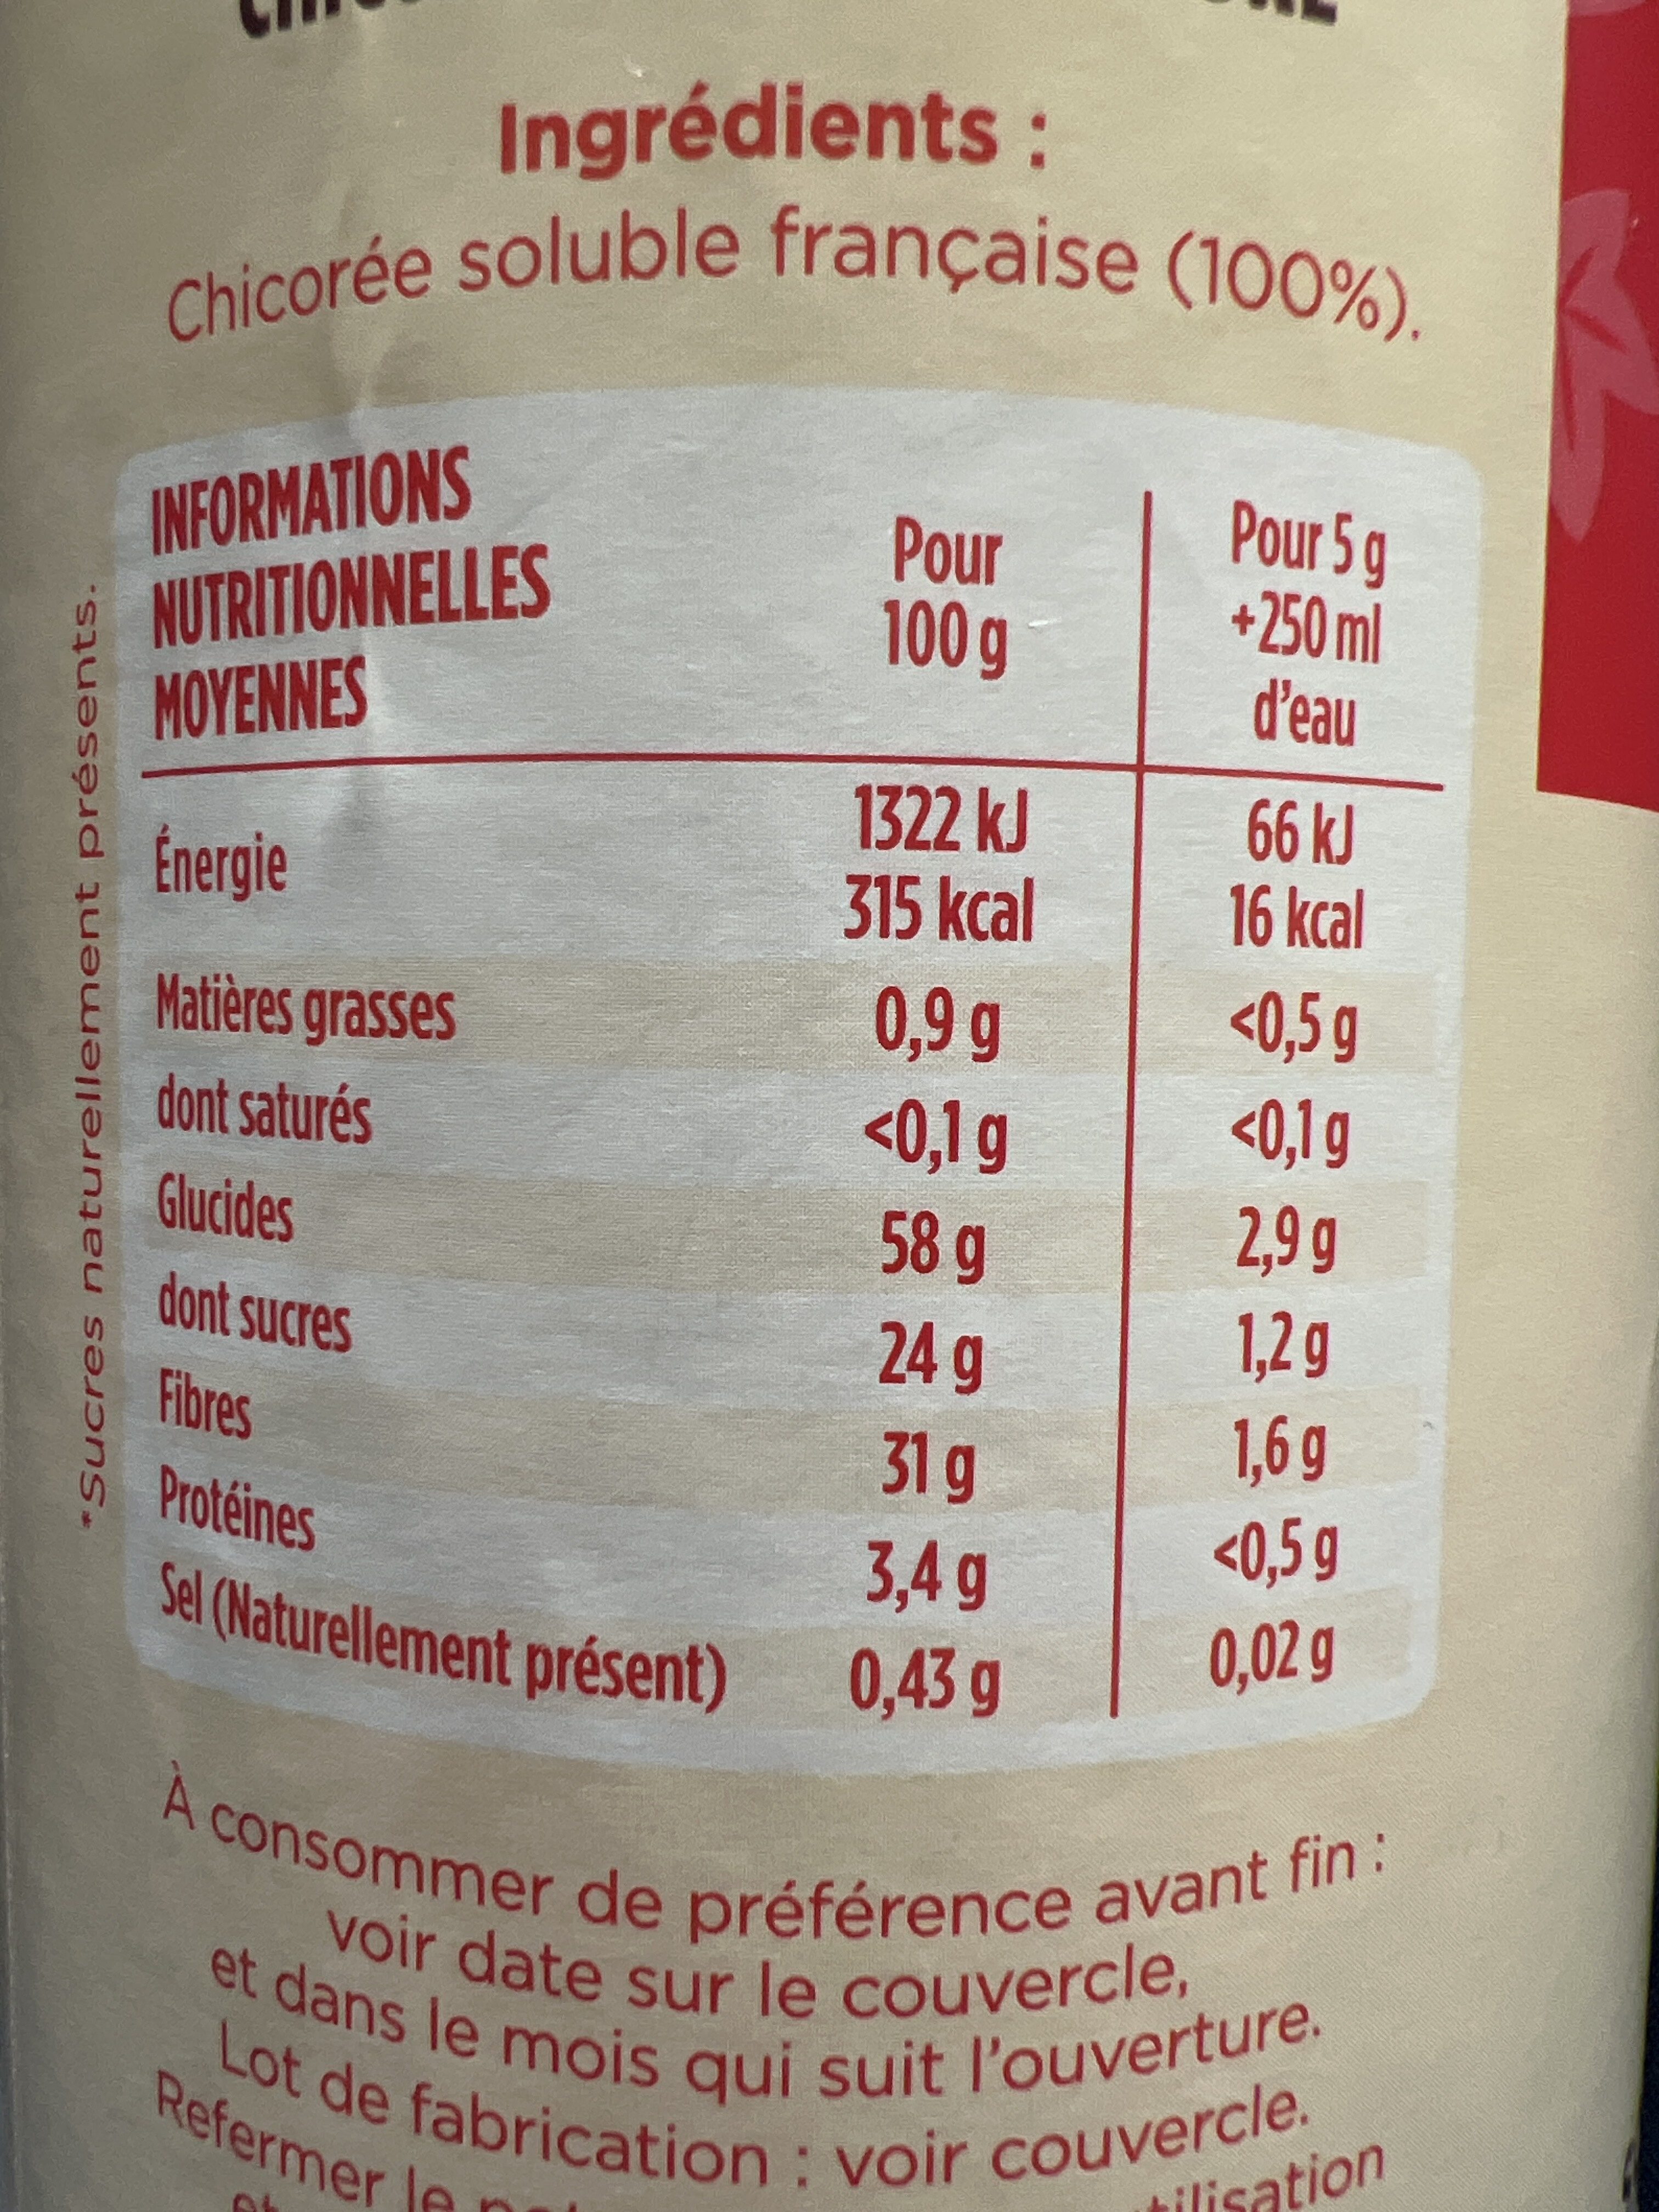 Ingrédients :
Chicorée soluble française (100%).
INFORMATIONS
NUTRITIONNELLES
MOYENNES
Pour
100 g
Pour 5 g
+250 ml
d'eau
Énergie
1322 kJ 66 kJ
315 kcal 16 kcal
Matières grasses 0,9 g <0,5 g
dont saturés <0,1 g <0,1 g
Glucides 58 g 2,9 g
dont sucres 24 g 1,2 g
Fibres 31 g 1,6 g
Protéines 3,4 g <0,5 g
Sel (Naturellement présent) 0,43 g 0,02 g
*Sucres naturellement présents.
À consommer de préférence avant fin :
voir date sur le couvercle,
et dans le mois qui suit l'ouverture.
Lot de fabrication : voir couvercle.
Refermer le